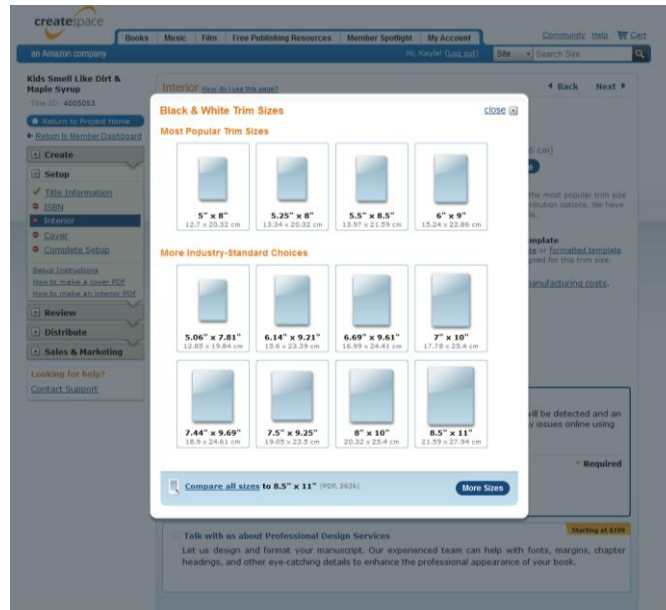 createspace
Books Music Film Free Publishing Resources Member Spotlight My Account Community Help Cart
an Amazon company Hi, Kayla! (Log out) Site Search Site
Kids Smell Like Dirt &
Maple Syrup
Title ID: 4005053
Return to Project Home
Return to Member Dashboard
Create
Setup
Title Information
ISBN
Interior
Cover
Complete Setup
Setup Instructions
How to make a cover PDF
How to make an interior PDF
Review
Distribute
Sales & Marketing
Looking for help?
Contact Support
Interior How do I use this page? Back Next
Black & White Trim Sizes close
Most Popular Trim Sizes
5" x 8" 5.25" x 8" 5.5" x 8.5" 6" x 9"
12.7 x 20.32 cm 13.34 x 20.32 cm 13.97 x 21.59 cm 15.24 x 22.86 cm
More Industry-Standard Choices
5.06" x 7.81" 6.14" x 9.21" 6.69" x 9.61" 7" x 10"
12.85 x 19.84 cm 15.6 x 23.39 cm 16.99 x 24.41 cm 17.78 x 25.4 cm
7.44" x 9.69" 7.5" x 9.25" 8" x 10" 8.5" x 11"
18.9 x 24.61 cm 19.05 x 23.5 cm 20.32 x 25.4 cm 21.59 x 27.94 cm
Compare all sizes to 8.5" x 11" (PDF, 363k) More Sizes
6 cm)
the most popular trim size
ribution options. We have
mplate
or formatted template
gned for this trim size.
manufacturing costs.
will be detected and an
y issues online using
* Required
Talk with us about Professional Design Services Starting at $199
Let us design and format your manuscript. Our experienced team can help with fonts, margins, chapter
headings, and other eye-catching details to enhance the professional appearance of your book.